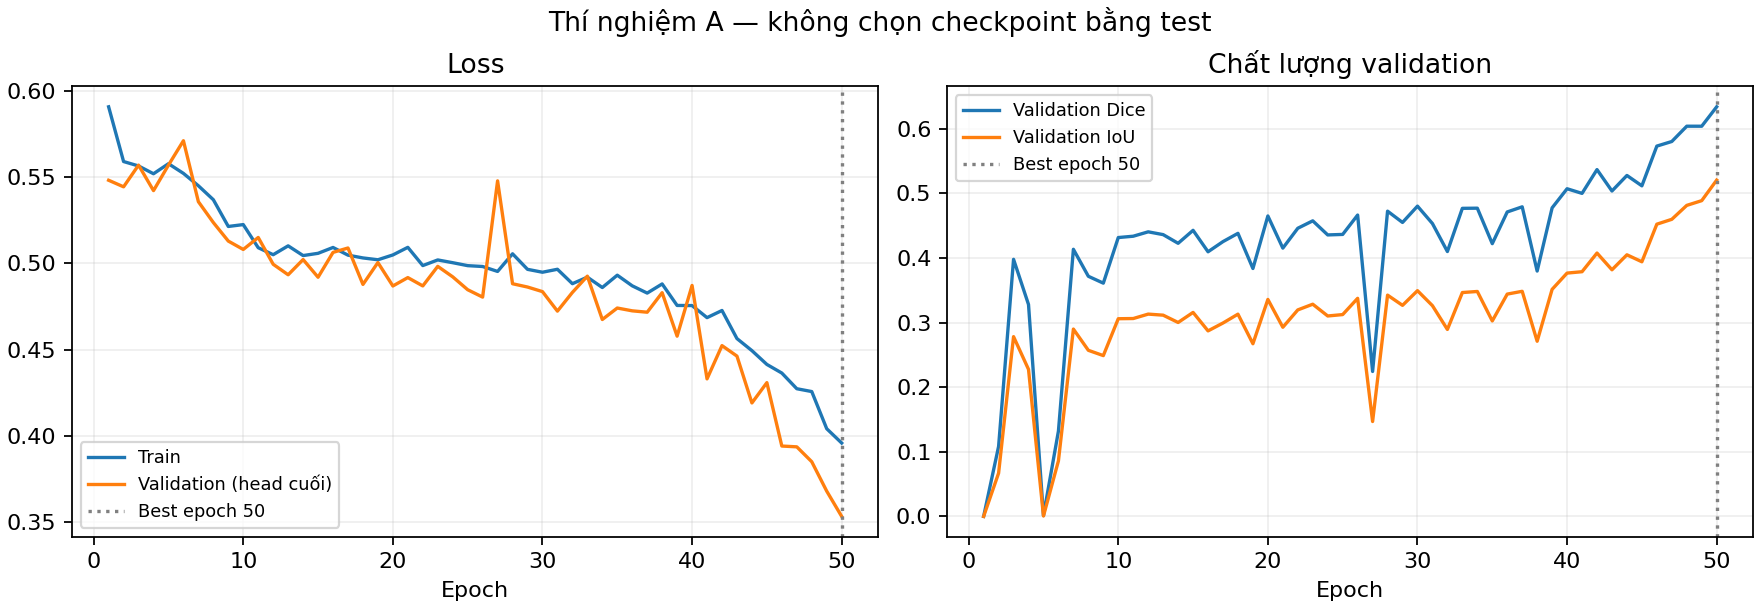 Thí nghiệm A — không chọn checkpoint bằng test
Loss
0.60
0.55
0.50
0.45
0.40
0.35
Train
Validation (head cuối)
Best epoch 50
0 10 20 30 40 50
Epoch
Chất lượng validation
Validation Dice
Validation IoU
Best epoch 50
0.6
0.5
0.4
0.3
0.2
0.1
0.0
0 10 20 30 40 50
Epoch